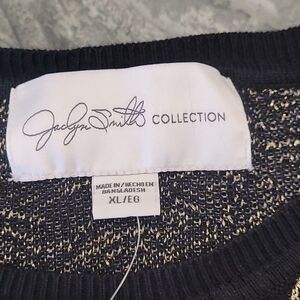 Jaclyn Smith COLLECTION
MADE IN/HECHO EN
BANGLADESH
XL/EG